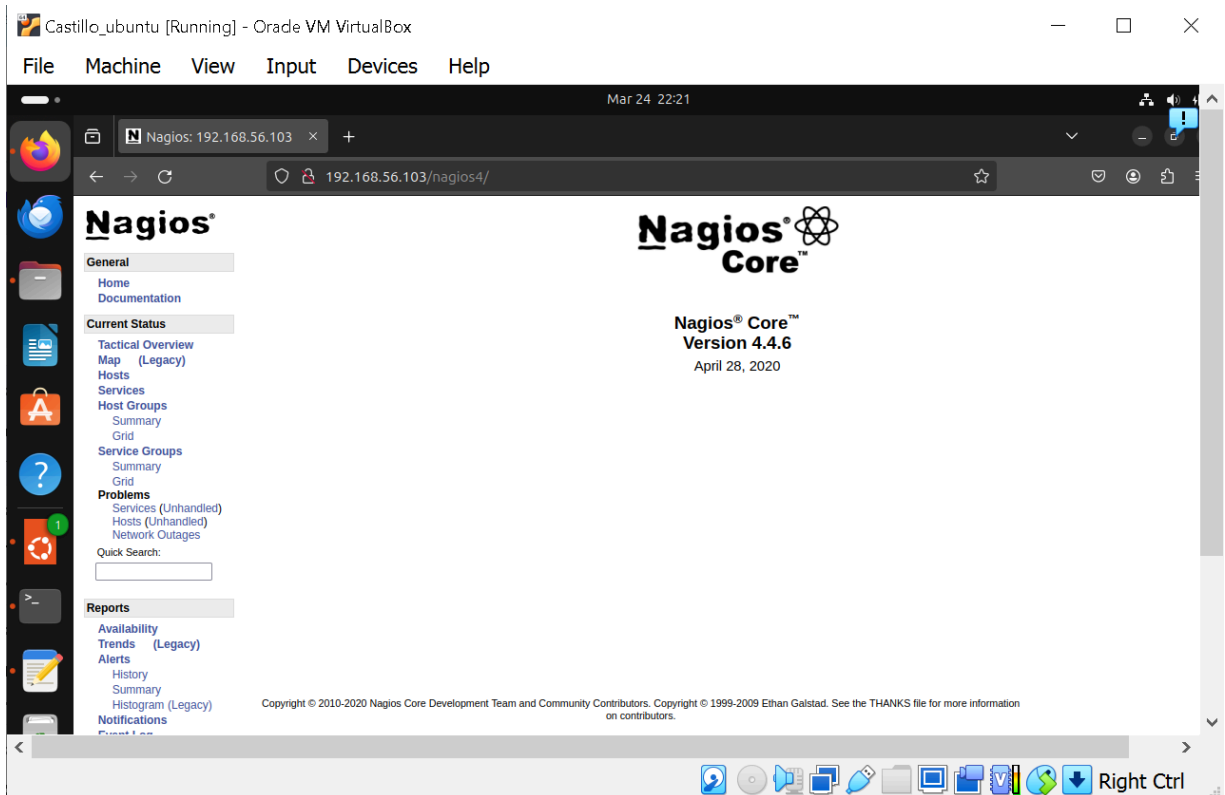 Castillo_ubuntu [Running] - Oracle VM VirtualBox
File Machine View Input Devices Help
Mar 24 22:21
N Nagios: 192.168.56.103 × +
192.168.56.103/nagios4/
Nagios®
General
Home
Documentation
Current Status
Tactical Overview
Map (Legacy)
Hosts
Services
Host Groups
Summary
Grid
Service Groups
Summary
Grid
Problems
Services (Unhandled)
Hosts (Unhandled)
Network Outages
Quick Search:
Reports
Availability
Trends (Legacy)
Alerts
History
Summary
Histogram (Legacy)
Notifications
Event Log
Nagios®
Core™
Nagios® Core™
Version 4.4.6
April 28, 2020
Copyright © 2010-2020 Nagios Core Development Team and Community Contributors. Copyright © 1999-2009 Ethan Galstad. See the THANKS file for more information
on contributors.
1
Right Ctrl